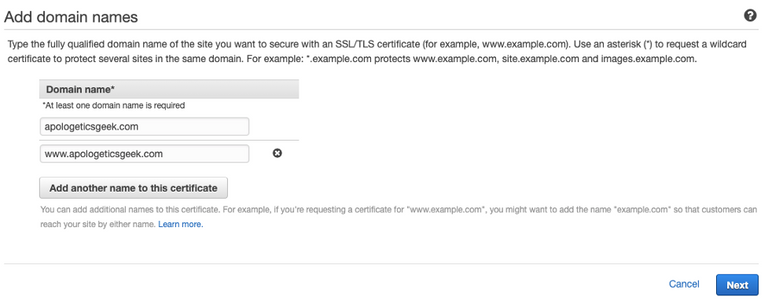 Add domain names
Type the fully qualified domain name of the site you want to secure with an SSL/TLS certificate (for example, www.example.com). Use an asterisk (*) to request a wildcard
certificate to protect several sites in the same domain. For example: *.example.com protects www.example.com, site.example.com and images.example.com.
Domain name*
*At least one domain name is required
apologeticsgeek.com
www.apologeticsgeek.com
Add another name to this certificate
You can add additional names to this certificate. For example, if you're requesting a certificate for "www.example.com", you might want to add the name "example.com" so that customers can
reach your site by either name. Learn more.
Cancel Next